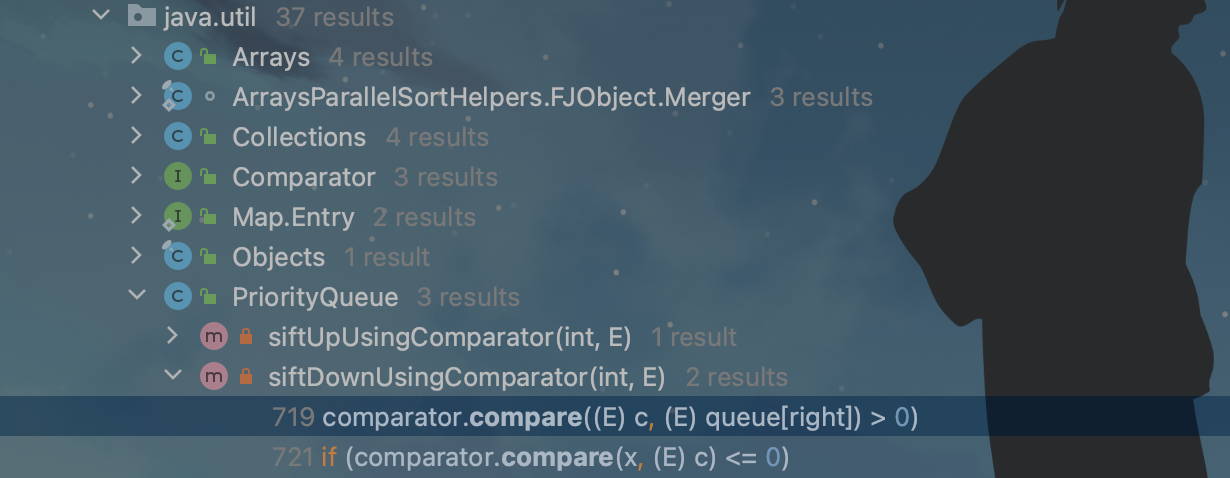 java.util 37 results
C Arrays 4 results
C ArraysParallelSortHelpers.FJObject.Merger 3 results
C Collections 4 results
I Comparator 3 results
I Map.Entry 2 results
C Objects 1 result
C PriorityQueue 3 results
m siftUpUsingComparator(int, E) 1 result
m siftDownUsingComparator(int, E) 2 results
719 comparator.compare((E) c, (E) queue[right]) > 0)
721 if (comparator.compare(x, (E) c) <= 0)